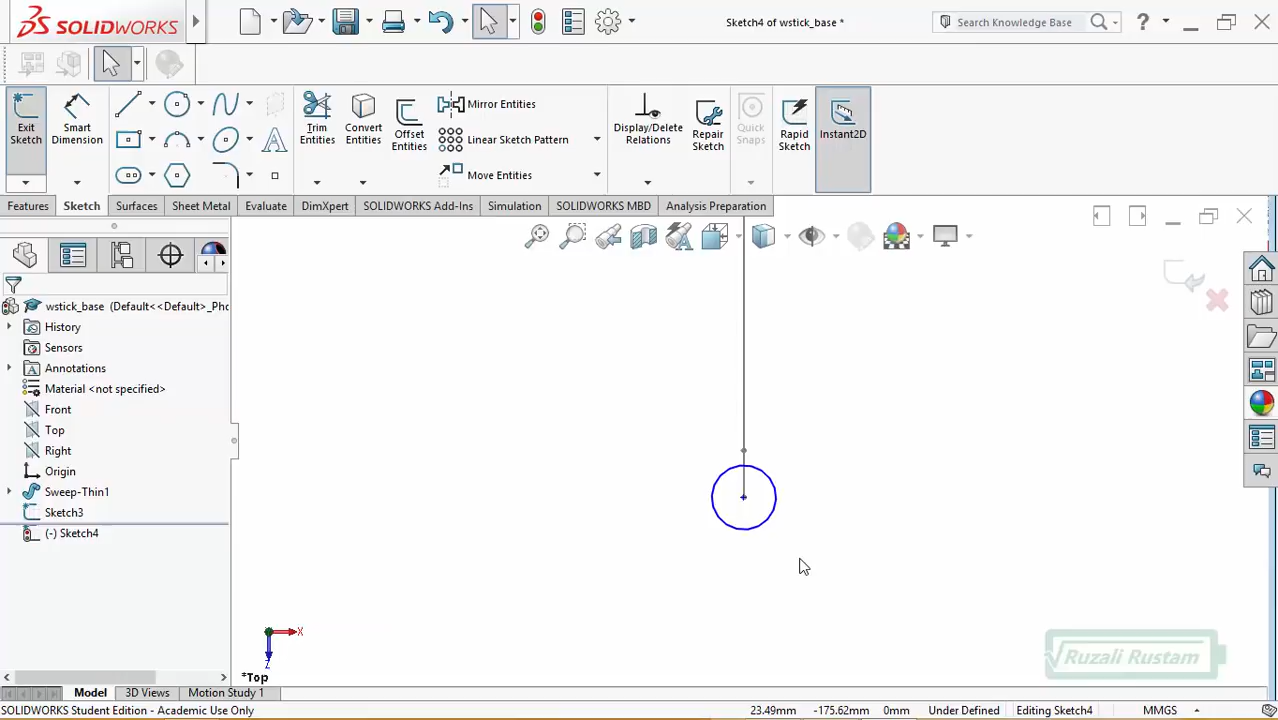 SOLIDWORKS
Sketch4 of wstick_base *
Search Knowledge Base
Exit Sketch
Smart Dimension
Trim Entities
Convert Entities
Offset Entities
Mirror Entities
Linear Sketch Pattern
Move Entities
Display/Delete Relations
Repair Sketch
Quick Snaps
Rapid Sketch
Instant2D
Features
Sketch
Surfaces
Sheet Metal
Evaluate
DimXpert
SOLIDWORKS Add-Ins
Simulation
SOLIDWORKS MBD
Analysis Preparation
wstick_base (Default<<Default>_Pho
History
Sensors
Annotations
Material <not specified>
Front
Top
Right
Origin
Sweep-Thin1
Sketch3
(-) Sketch4
X
Z
*Top
Ruzali Rustam
Model
3D Views
Motion Study 1
SOLIDWORKS Student Edition - Academic Use Only
23.49mm
-175.62mm
0mm
Under Defined
Editing Sketch4
MMGS